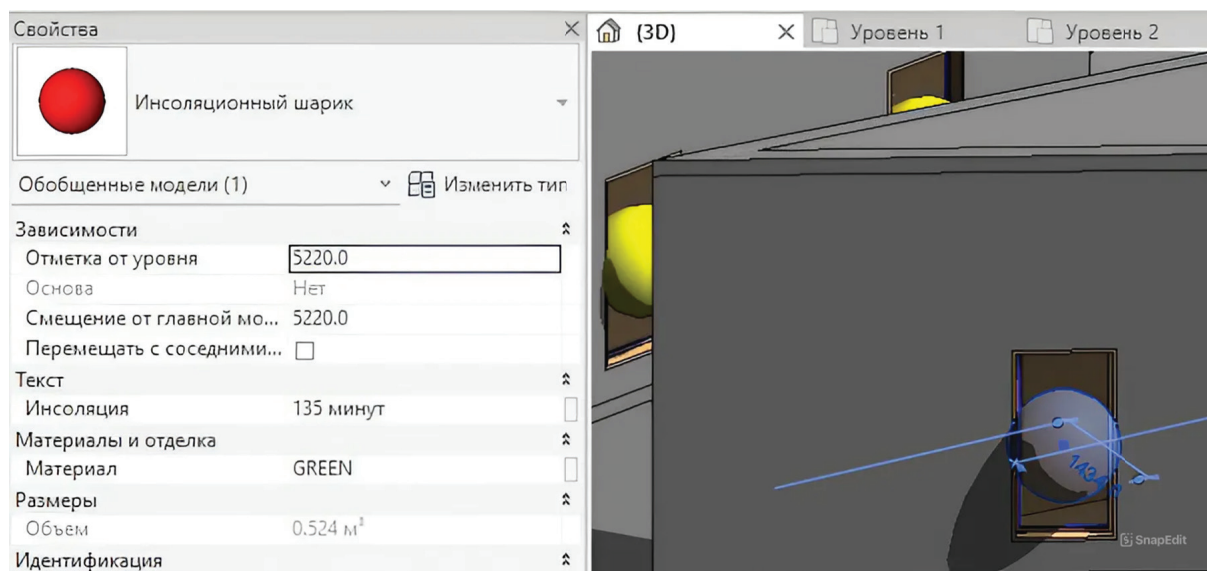 Свойства
(3D)
Уровень 1
Уровень 2
Инсоляционный шарик
Обобщенные модели (1)
Изменить тип
Зависимости
Отметка от уровня 5220.0
Основа Нет
Смещение от главной мо... 5220.0
Перемещать с соседними...
Текст
Инсоляция 135 минут
Материалы и отделка
Материал GREEN
Размеры
Объем 0.524 м³
Идентификация
SnapEdit